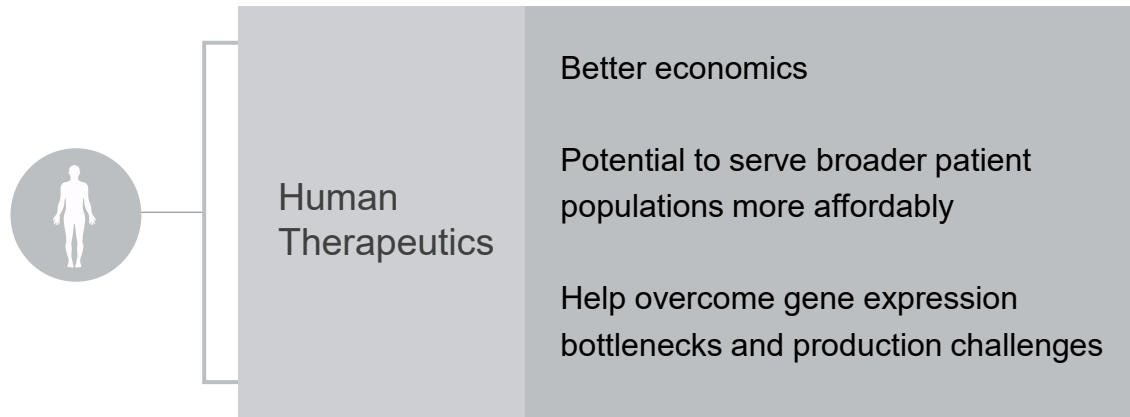 Human
Therapeutics
Better economics
Potential to serve broader patient
populations more affordably
Help overcome gene expression
bottlenecks and production challenges